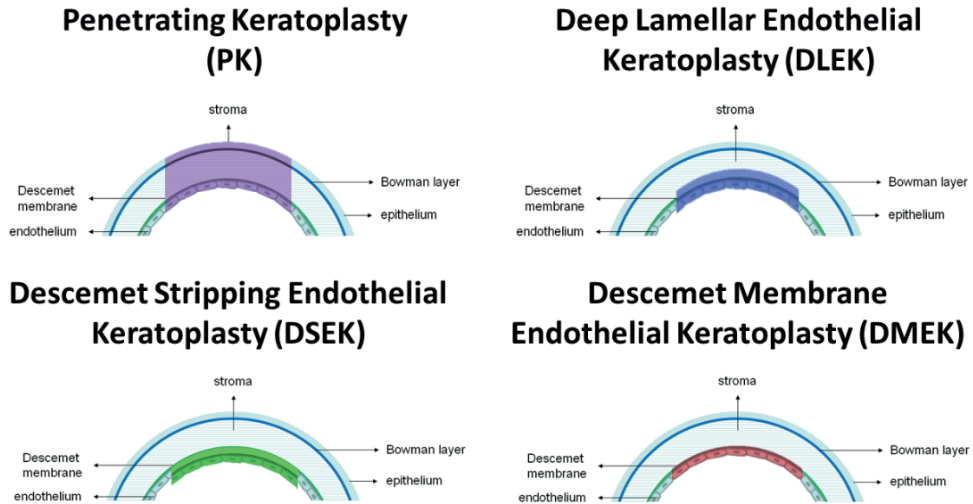 Penetrating Keratoplasty
(PK)
stroma
Descemet
membrane
endothelium
Bowman layer
epithelium
Deep Lamellar Endothelial
Keratoplasty (DLEK)
stroma
Descemet
membrane
endothelium
Bowman layer
epithelium
Descemet Stripping Endothelial
Keratoplasty (DSEK)
stroma
Descemet
membrane
endothelium
Bowman layer
epithelium
Descemet Membrane
Endothelial Keratoplasty (DMEK)
stroma
Descemet
membrane
endothelium
Bowman layer
epithelium